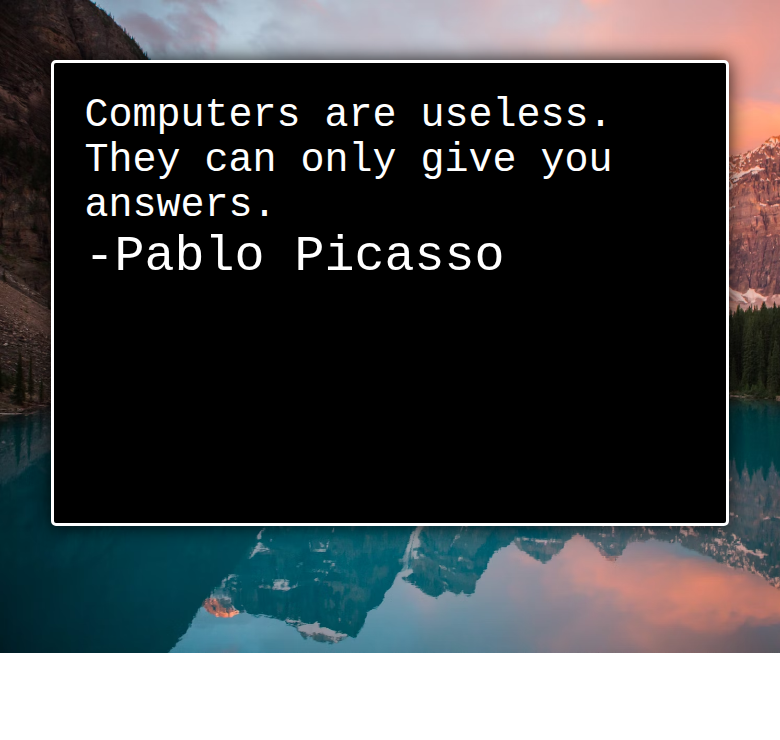 Computers are useless.
They can only give you
answers.
-Pablo Picasso